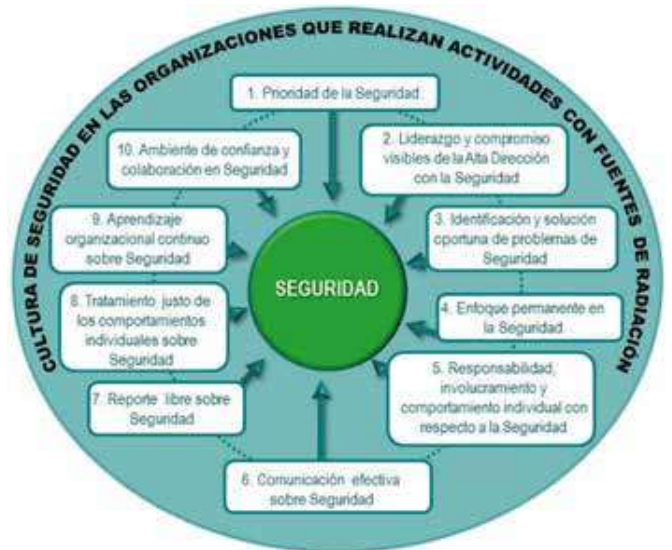 CULTURA DE SEGURIDAD EN LAS ORGANIZACIONES QUE REALIZAN ACTIVIDADES CON FUENTES DE RADIACIÓN
1. Prioridad de la Seguridad
2. Liderazgo y compromiso
visibles de la Alta Dirección
con la Seguridad
3. Identificación y solución
oportuna de problemas de
Seguridad
4. Enfoque permanente en
la Seguridad
5. Responsabilidad,
involucramiento y
comportamiento individual con
respecto a la Seguridad
6. Comunicación efectiva
sobre Seguridad
7. Reporte libre sobre
Seguridad
8. Tratamiento justo de
los comportamientos
individuales sobre
Seguridad
9. Aprendizaje
organizacional continuo
sobre Seguridad
10. Ambiente de confianza y
colaboración en Seguridad
SEGURIDAD